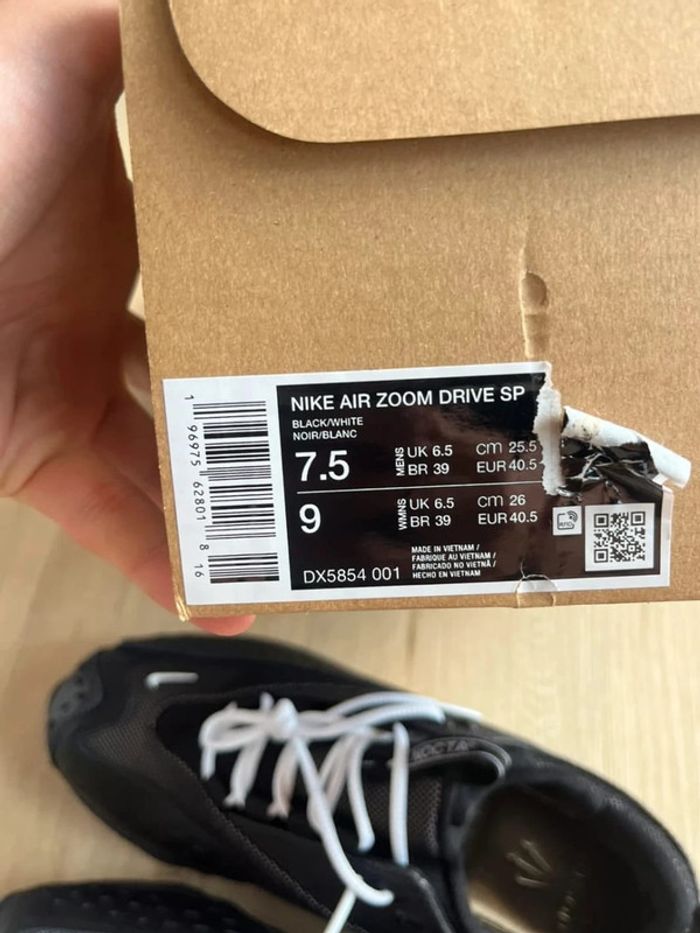 NIKE AIR ZOOM DRIVE SP
BLACK/WHITE
NOIR/BLANC
7.5
MENS
UK 6.5
CM 25.5
BR 39
EUR 40.5
9
WMNS
UK 6.5
CM 26
BR 39
EUR 40.5
DX5854 001
MADE IN VIETNAM /
FABRIQUE AU VIETNAM /
FABRICADO NO VIETNÃ /
HECHO EN VIETNAM
1 96975 62801 8 16